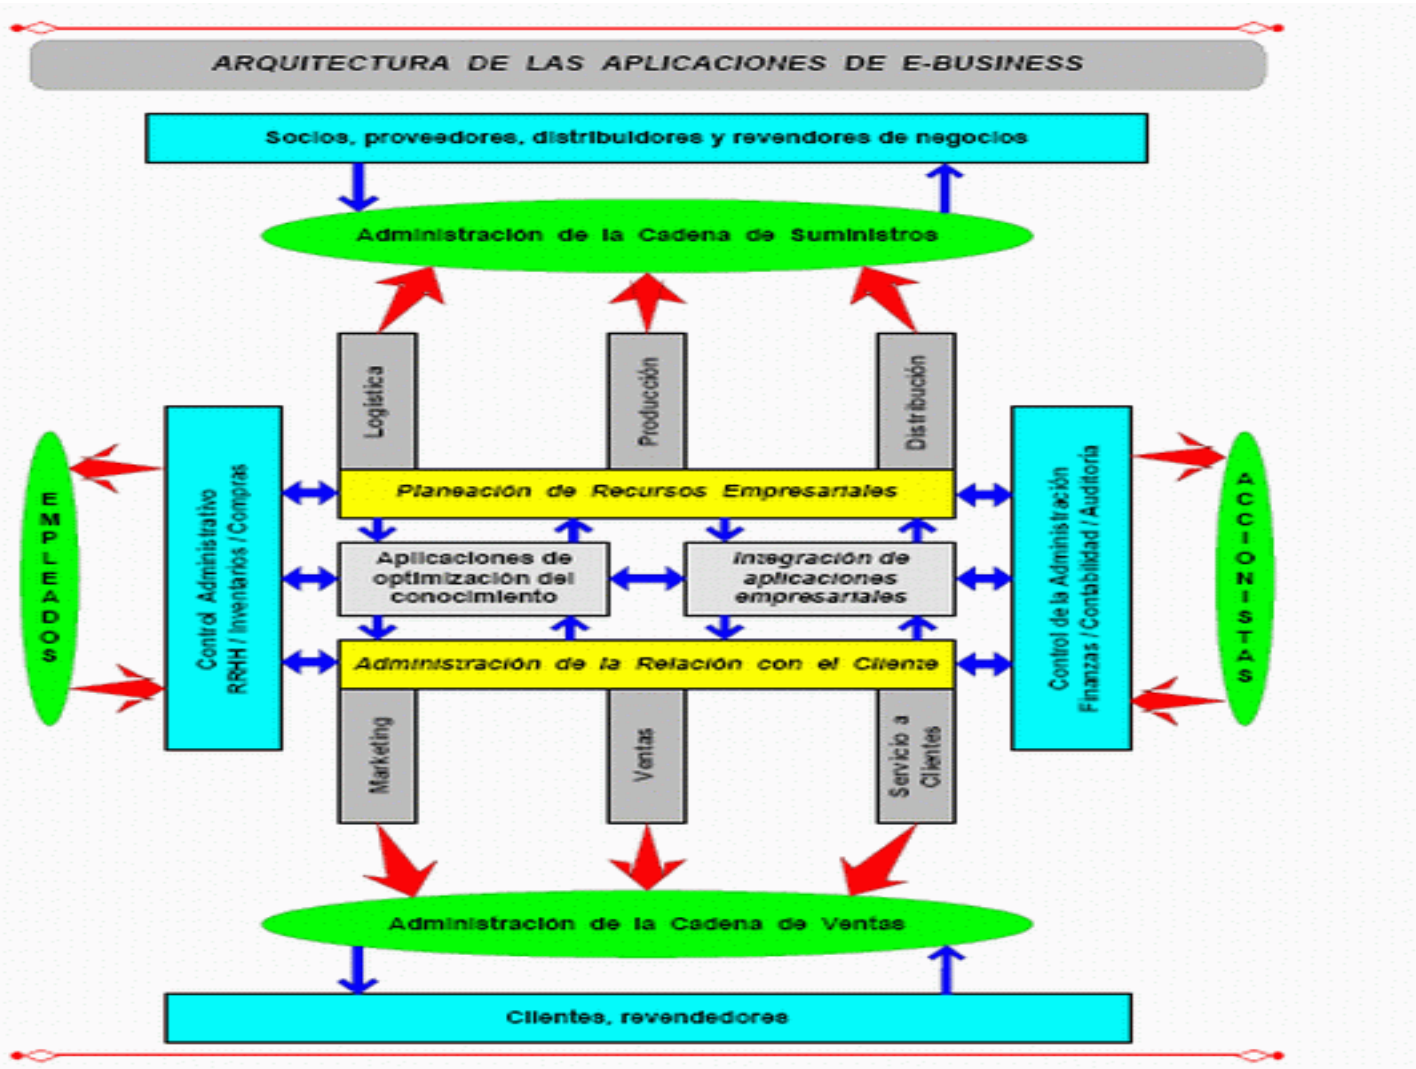 ARQUITECTURA DE LAS APLICACIONES DE E-BUSINESS
Socios, proveedores, distribuidores y revendores de negocios
Administración de la Cadena de Suministros
Logística
Producción
Distribución
EMPLEADOS
Control Administrativo
RRHH / Inventarios / Compras
Planeación de Recursos Empresariales
Aplicaciones de
optimización del
conocimiento
Integración de
aplicaciones
empresariales
Administración de la Relación con el Cliente
Control de la Administración
Finanzas / Contabilidad / Auditoría
ACCIONISTAS
Marketing
Ventas
Servicio a
Clientes
Administración de la Cadena de Ventas
Clientes, revendedores